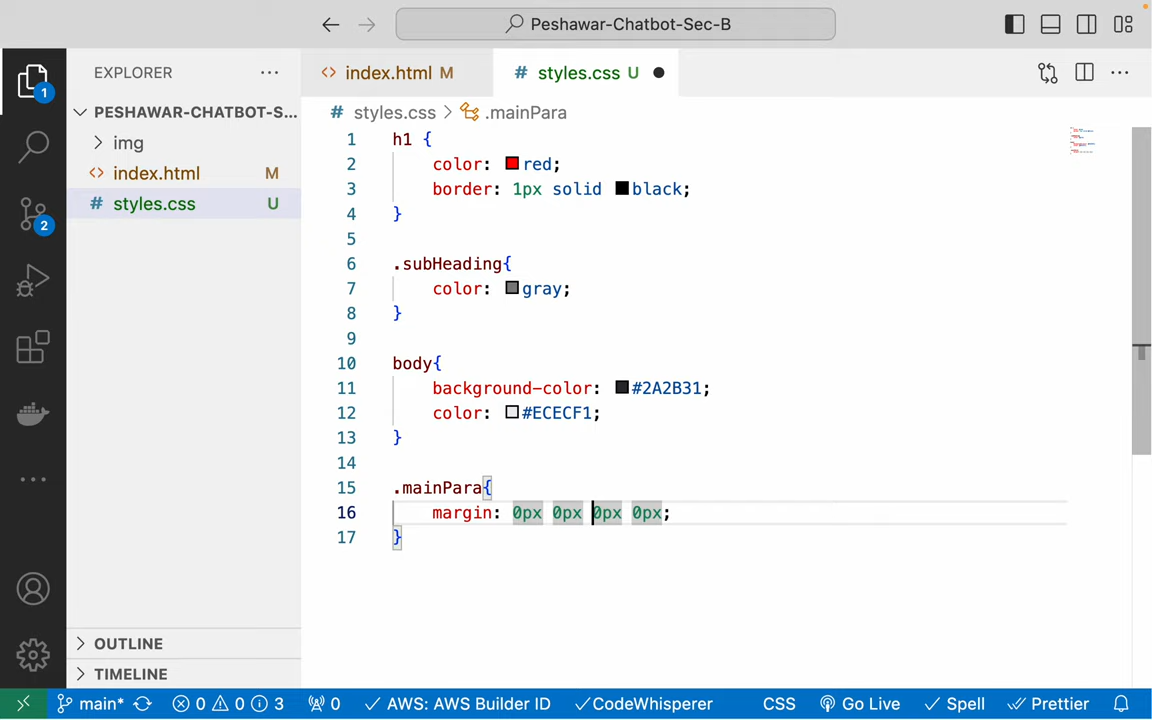 Peshawar-Chatbot-Sec-B
EXPLORER
PESHAWAR-CHATBOT-S...
img
index.html M
styles.css U
OUTLINE
TIMELINE
1
2
index.html M
styles.css U
styles.css > .mainPara
1 h1 {
2 color: red;
3 border: 1px solid black;
4 }
5
6 .subHeading{
7 color: gray;
8 }
9
10 body{
11 background-color: #2A2B31;
12 color: #ECECF1;
13 }
14
15 .mainPara{
16 margin: 0px 0px 0px 0px;
17 }
main* 0 0 3 0 AWS: AWS Builder ID CodeWhisperer CSS Go Live Spell Prettier